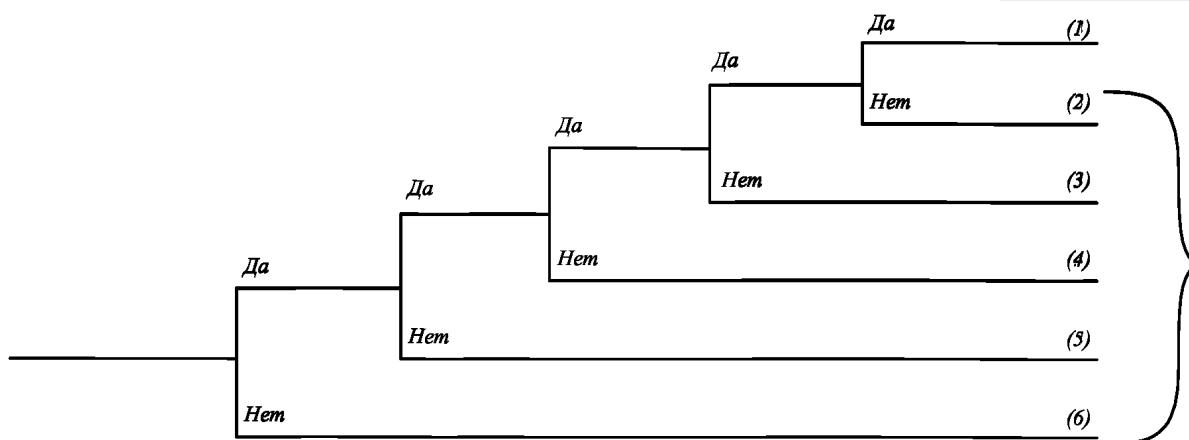 Да (1)
Да
Нет (2)
Да
Нет (3)
Да
Нет (4)
Да
Нет (5)
Нет (6)